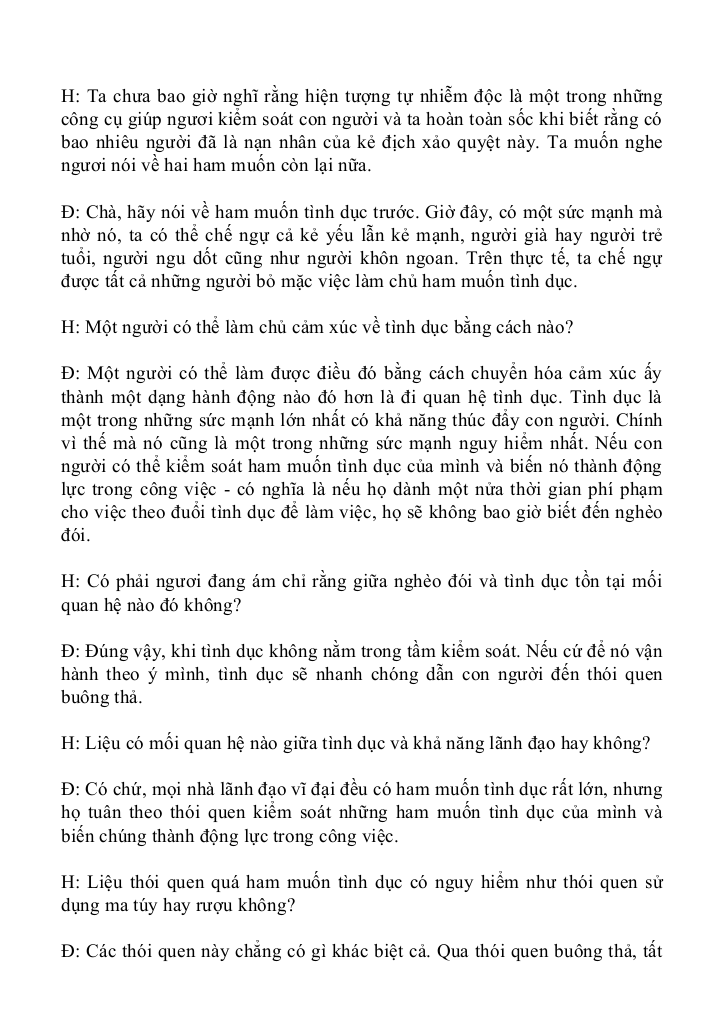 H: Ta chưa bao giờ nghĩ rằng hiện tượng tự nhiễm độc là một trong những
công cụ giúp ngươi kiểm soát con người và ta hoàn toàn sốc khi biết rằng có
bao nhiêu người đã là nạn nhân của kẻ địch xảo quyệt này. Ta muốn nghe
ngươi nói về hai ham muốn còn lại nữa.
Đ: Chà, hãy nói về ham muốn tình dục trước. Giờ đây, có một sức mạnh mà
nhờ nó, ta có thể chế ngự cả kẻ yếu lẫn kẻ mạnh, người già hay người trẻ
tuổi, người ngu dốt cũng như người khôn ngoan. Trên thực tế, ta chế ngự
được tất cả những người bỏ mặc việc làm chủ ham muốn tình dục.
H: Một người có thể làm chủ cảm xúc về tình dục bằng cách nào?
Đ: Một người có thể làm được điều đó bằng cách chuyển hóa cảm xúc ấy
thành một dạng hành động nào đó hơn là đi quan hệ tình dục. Tình dục là
một trong những sức mạnh lớn nhất có khả năng thúc đẩy con người. Chính
vì thế mà nó cũng là một trong những sức mạnh nguy hiểm nhất. Nếu con
người có thể kiểm soát ham muốn tình dục của mình và biến nó thành động
lực trong công việc - có nghĩa là nếu họ dành một nửa thời gian phí phạm
cho việc theo đuổi tình dục để làm việc, họ sẽ không bao giờ biết đến nghèo
đói.
H: Có phải ngươi đang ám chỉ rằng giữa nghèo đói và tình dục tồn tại mối
quan hệ nào đó không?
Đ: Đúng vậy, khi tình dục không nằm trong tầm kiểm soát. Nếu cứ để nó vận
hành theo ý mình, tình dục sẽ nhanh chóng dẫn con người đến thói quen
buông thả.
H: Liệu có mối quan hệ nào giữa tình dục và khả năng lãnh đạo hay không?
Đ: Có chứ, mọi nhà lãnh đạo vĩ đại đều có ham muốn tình dục rất lớn, nhưng
họ tuân theo thói quen kiểm soát những ham muốn tình dục của mình và
biến chúng thành động lực trong công việc.
H: Liệu thói quen quá ham muốn tình dục có nguy hiểm như thói quen sử
dụng ma túy hay rượu không?
Đ: Các thói quen này chẳng có gì khác biệt cả. Qua thói quen buông thả, tất